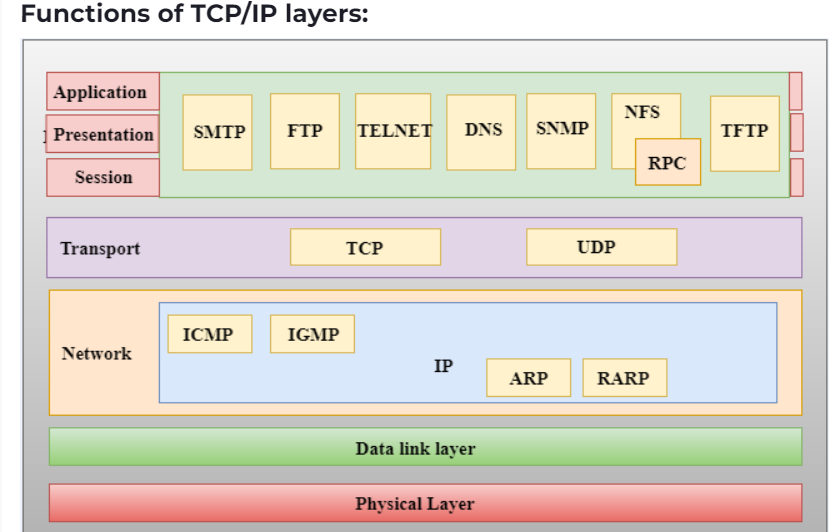 Functions of TCP/IP layers:
Application
Presentation
Session
SMTP
FTP
TELNET
DNS
SNMP
NFS
RPC
TFTP
Transport
TCP
UDP
Network
ICMP
IGMP
IP
ARP
RARP
Data link layer
Physical Layer